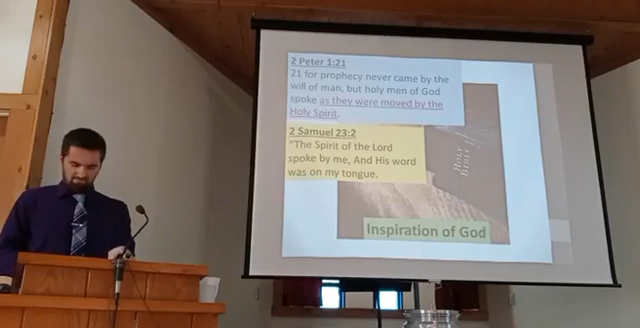 2 Peter 1:21
21 for prophecy never came by the
will of man, but holy men of God
spoke as they were moved by the
Holy Spirit.
2 Samuel 23:2
"The Spirit of the Lord
spoke by me, And His word
was on my tongue.
HOLY
BIBLE
Inspiration of God